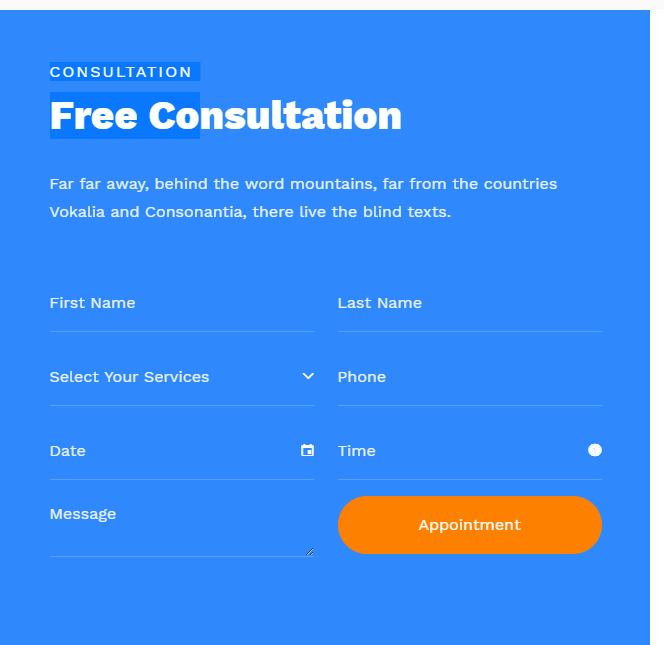 CONSULTATION
Free Consultation
Far far away, behind the word mountains, far from the countries
Vokalia and Consonantia, there live the blind texts.
First Name
Last Name
Select Your Services
Phone
Date
Time
Message
Appointment